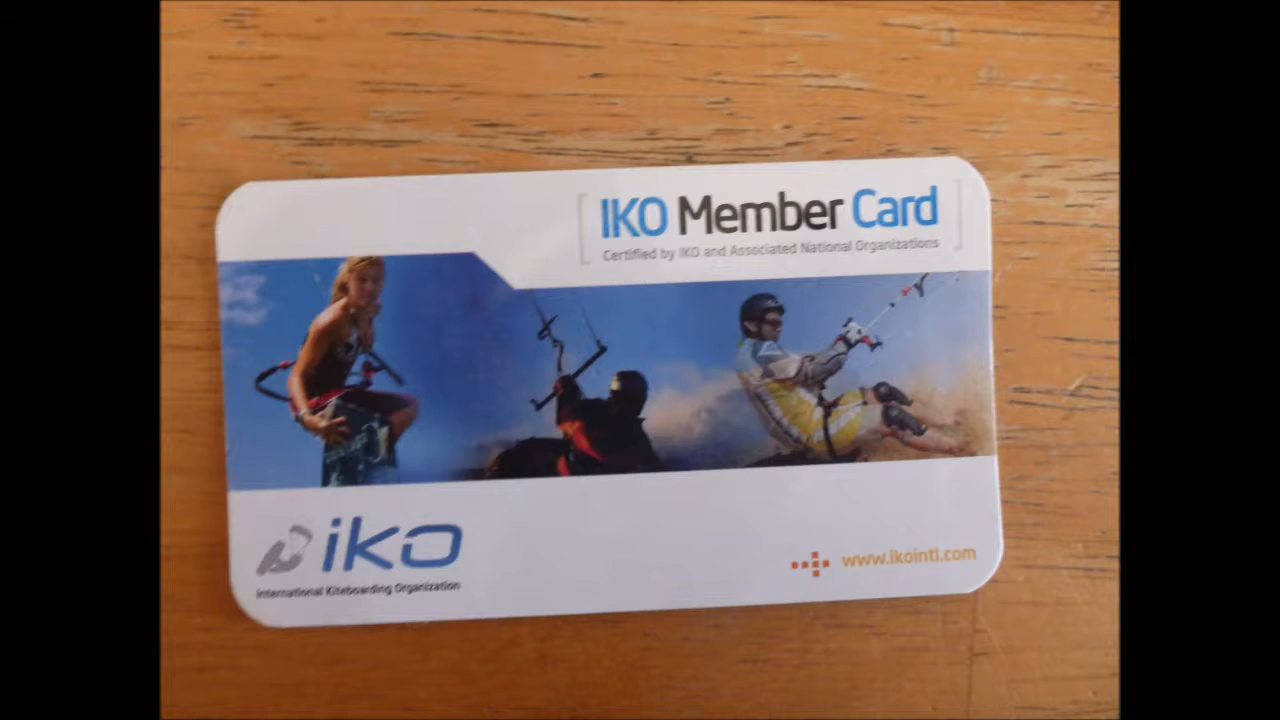 IKO Member Card
Certified by IKO and Associated National Organizations
iko
International Kiteboarding Organization
www.ikointl.com